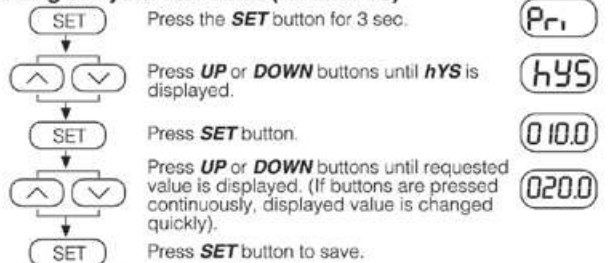 SET
Press the SET button for 3 sec.
Pri
Press UP or DOWN buttons until hYS is
displayed.
hYS
SET
Press SET button.
010.0
Press UP or DOWN buttons until requested
value is displayed. (If buttons are pressed
continuously, displayed value is changed
quickly).
020.0
SET
Press SET button to save.